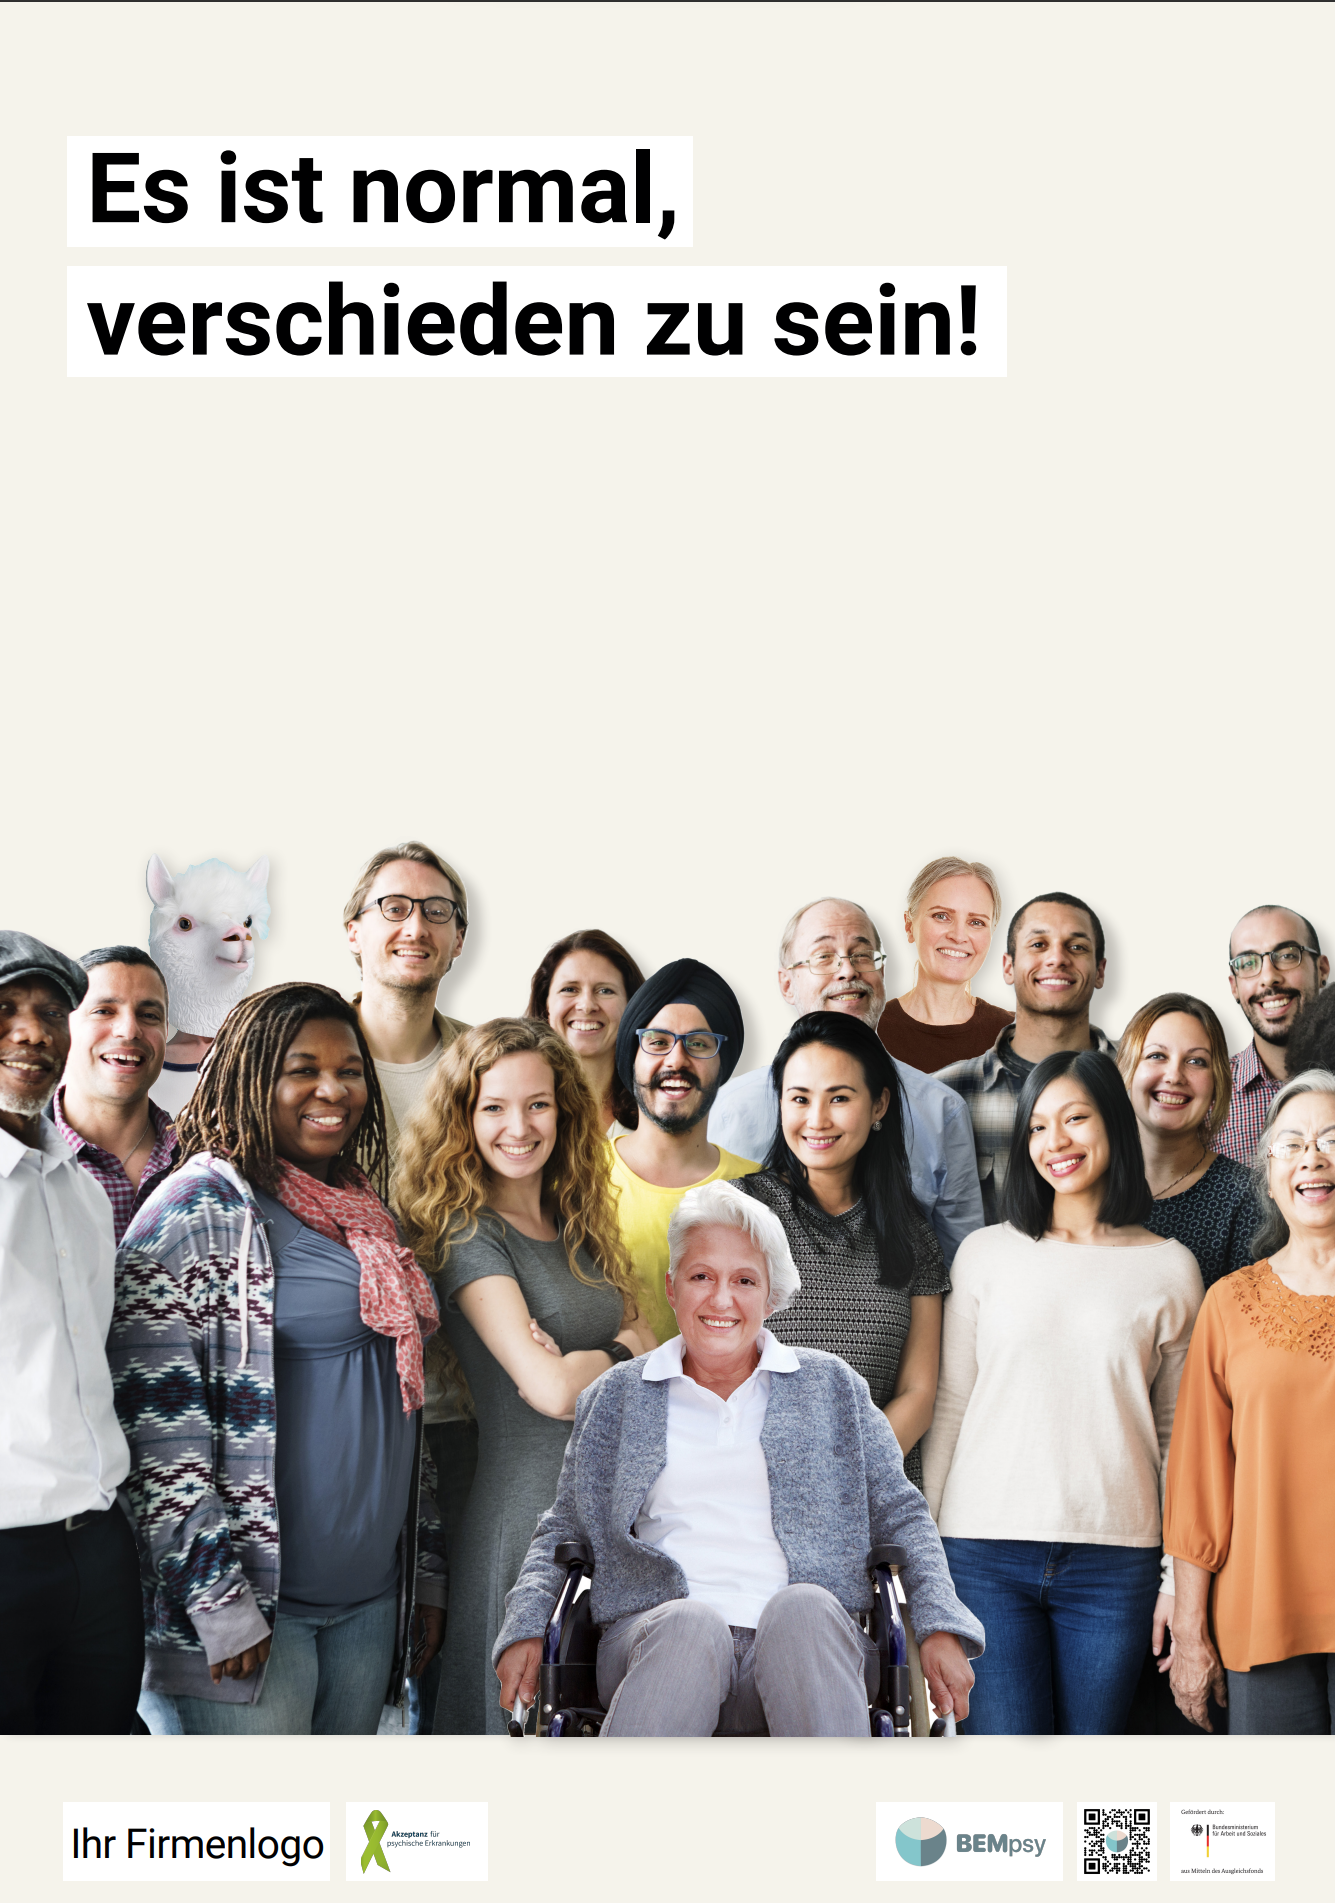 Es ist normal,
verschieden zu sein!
Ihr Firmenlogo
Akzeptanz für
psychische Erkrankungen
BEMpsy
Gefördert durch:
Bundesministerium
für Arbeit und Soziales
aus Mitteln des Ausgleichsfonds